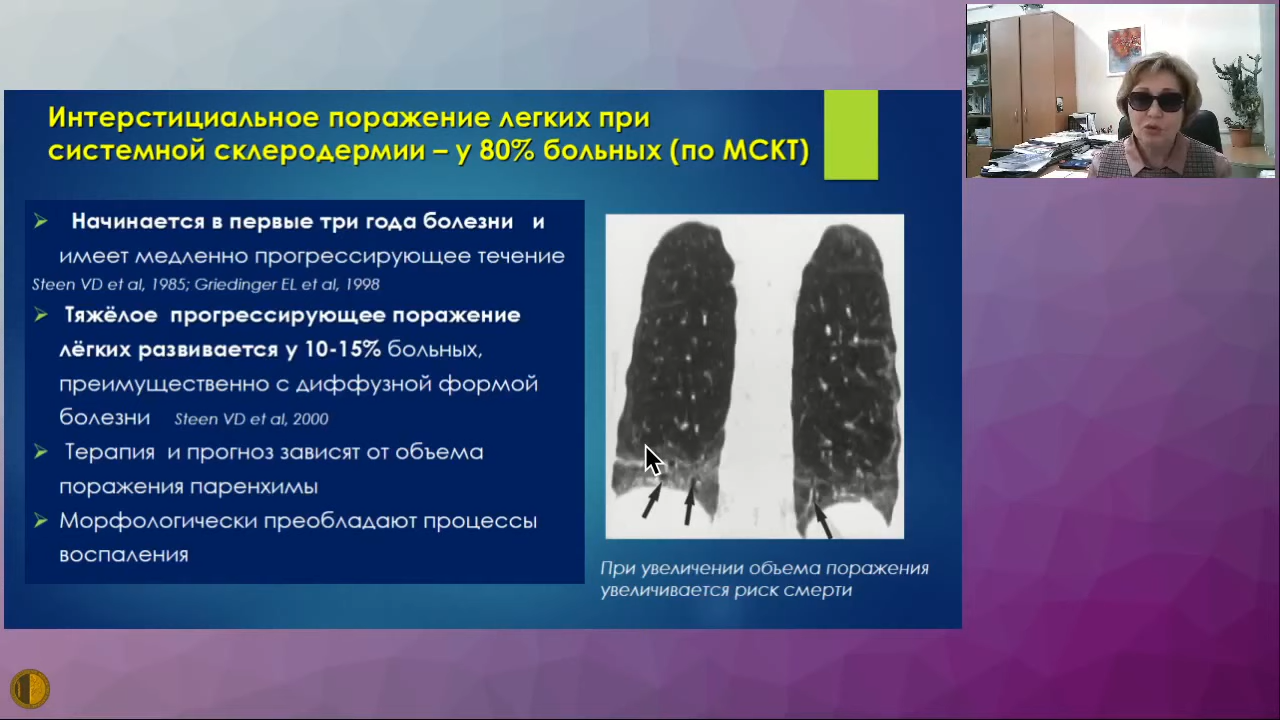 Интерстициальное поражение легких при
системной склеродермии – у 80% больных (по МСКТ)
Начинается в первые три года болезни и
имеет медленно прогрессирующее течение
Steen VD et al, 1985; Griedinger EL et al, 1998
Тяжёлое прогрессирующее поражение
лёгких развивается у 10-15% больных,
преимущественно с диффузной формой
болезни Steen VD et al, 2000
Терапия и прогноз зависят от объема
поражения паренхимы
Морфологически преобладают процессы
воспаления
При увеличении объема поражения
увеличивается риск смерти